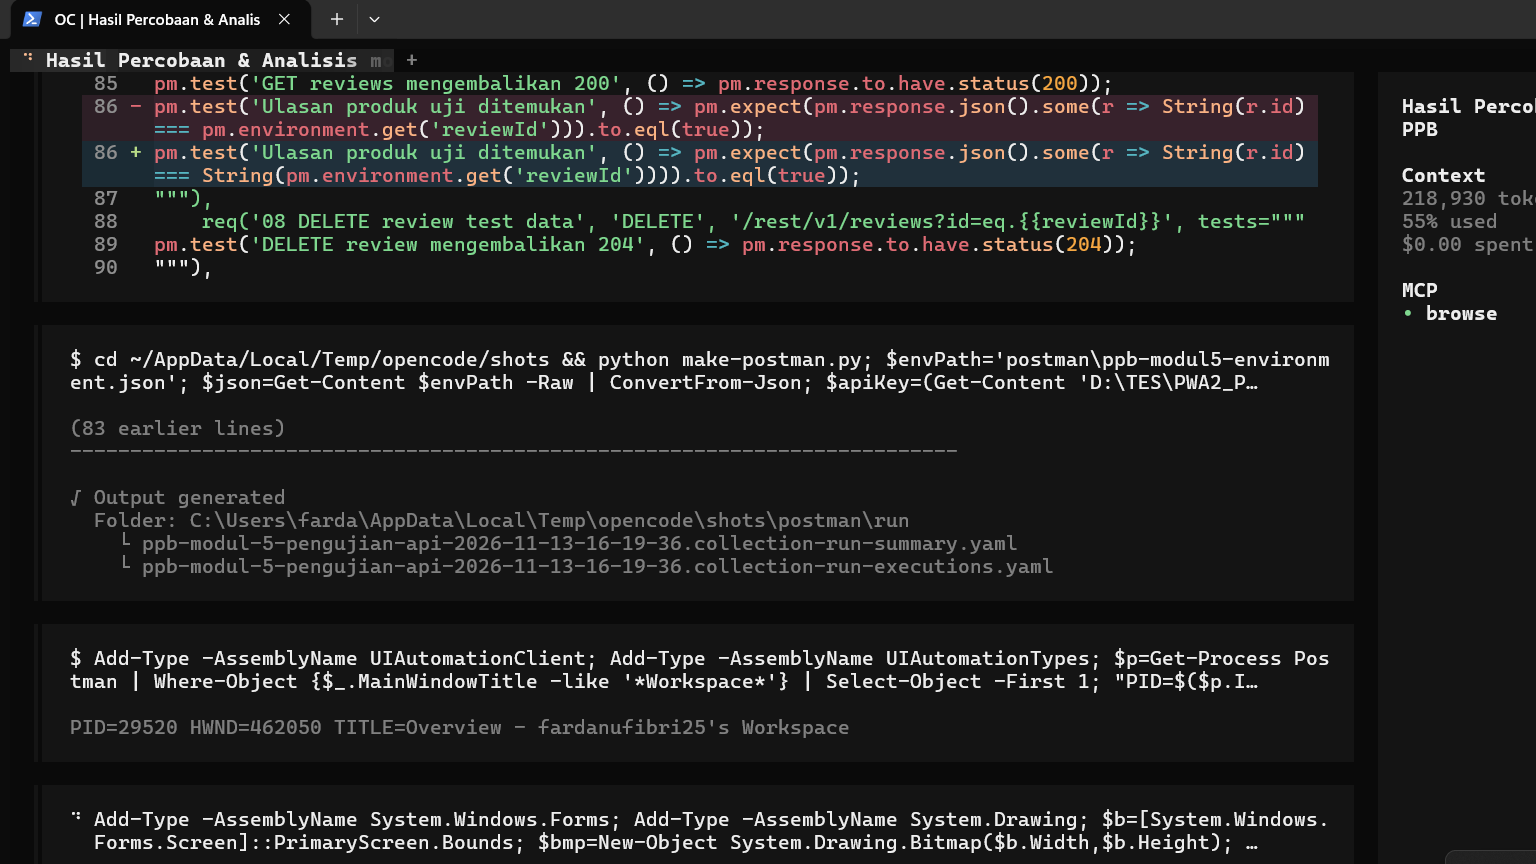 OC | Hasil Percobaan & Analis
Hasil Percobaan & Analisis mo +
85 pm.test('GET reviews mengembalikan 200', () => pm.response.to.have.status(200));
86 - pm.test('Ulasan produk uji ditemukan', () => pm.expect(pm.response.json().some(r => String(r.id)
=== pm.environment.get('reviewId'))).to.eql(true));
86 + pm.test('Ulasan produk uji ditemukan', () => pm.expect(pm.response.json().some(r => String(r.id)
=== String(pm.environment.get('reviewId')))).to.eql(true));
87 """),
88 req('08 DELETE review test data', 'DELETE', '/rest/v1/reviews?id=eq.{{reviewId}}', tests="""
89 pm.test('DELETE review mengembalikan 204', () => pm.response.to.have.status(204));
90 """),
$ cd ~/AppData/Local/Temp/opencode/shots && python make-postman.py; $envPath='postman\ppb-modul5-environm
ent.json'; $json=Get-Content $envPath -Raw | ConvertFrom-Json; $apiKey=(Get-Content 'D:\TES\PWA2_P…
(83 earlier lines)
--------------------------------------------------------------------------
√ Output generated
Folder: C:\Users\farda\AppData\Local\Temp\opencode\shots\postman\run
└ ppb-modul-5-pengujian-api-2026-11-13-16-19-36.collection-run-summary.yaml
└ ppb-modul-5-pengujian-api-2026-11-13-16-19-36.collection-run-executions.yaml
$ Add-Type -AssemblyName UIAutomationClient; Add-Type -AssemblyName UIAutomationTypes; $p=Get-Process Pos
tman | Where-Object {$_.MainWindowTitle -like '*Workspace*'} | Select-Object -First 1; "PID=$($p.I…
PID=29520 HWND=462050 TITLE=Overview - fardanufibri25's Workspace
Add-Type -AssemblyName System.Windows.Forms; Add-Type -AssemblyName System.Drawing; $b=[System.Windows.
Forms.Screen]::PrimaryScreen.Bounds; $bmp=New-Object System.Drawing.Bitmap($b.Width,$b.Height); …
Hasil Perco
PPB
Context
218,930 tok
55% used
$0.00 spent
MCP
• browse